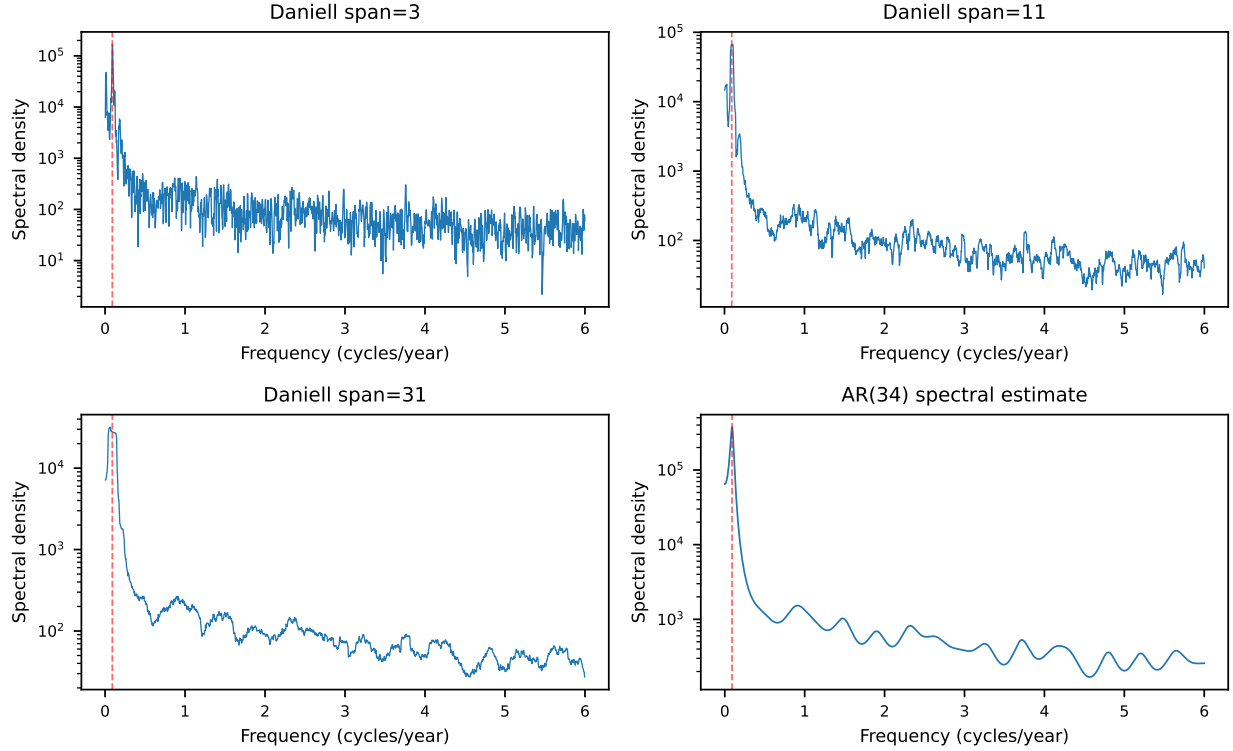 Daniell span=3
Spectral density
10^5
10^4
10^3
10^2
10^1
0 1 2 3 4 5 6
Frequency (cycles/year)
Daniell span=11
Spectral density
10^5
10^4
10^3
10^2
0 1 2 3 4 5 6
Frequency (cycles/year)
Daniell span=31
Spectral density
10^4
10^3
10^2
0 1 2 3 4 5 6
Frequency (cycles/year)
AR(34) spectral estimate
Spectral density
10^5
10^4
10^3
0 1 2 3 4 5 6
Frequency (cycles/year)